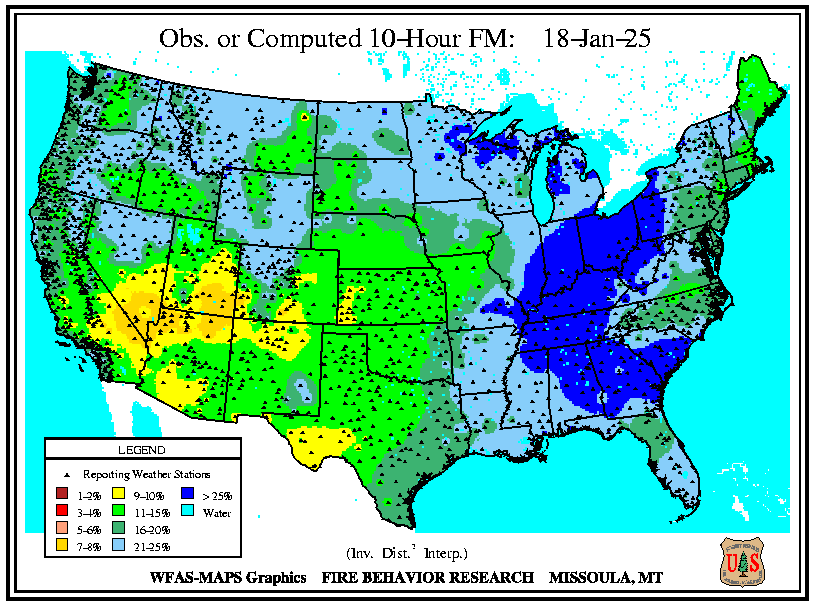 Obs. or Computed 10-Hour FM: 18-Jan-25
LEGEND
Reporting Weather Stations
1-2% 9-10% > 25%
3-4% 11-15% Water
5-6% 16-20%
7-8% 21-25%
(Inv. Dist.² Interp.)
WFAS-MAPS Graphics FIRE BEHAVIOR RESEARCH MISSOULA, MT
U S